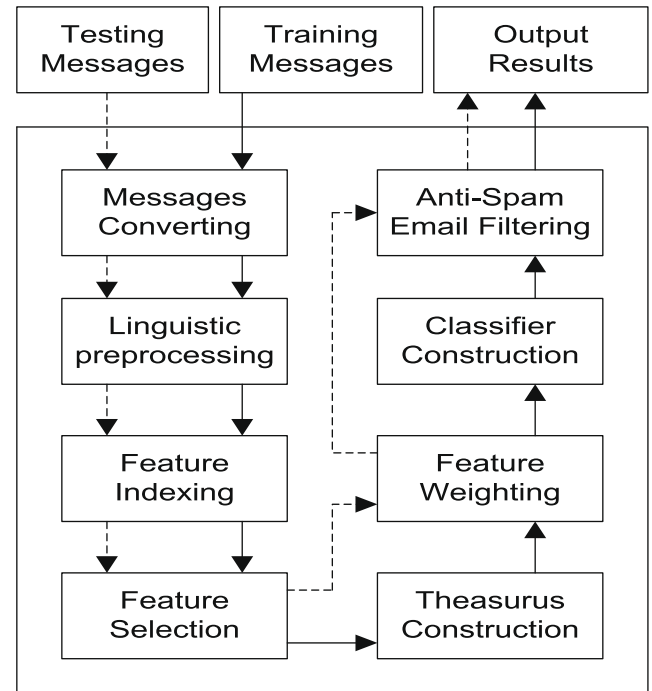 Testing
Messages
Training
Messages
Output
Results
Messages
Converting
Anti-Spam
Email Filtering
Linguistic
preprocessing
Classifier
Construction
Feature
Indexing
Feature
Weighting
Feature
Selection
Theasurus
Construction